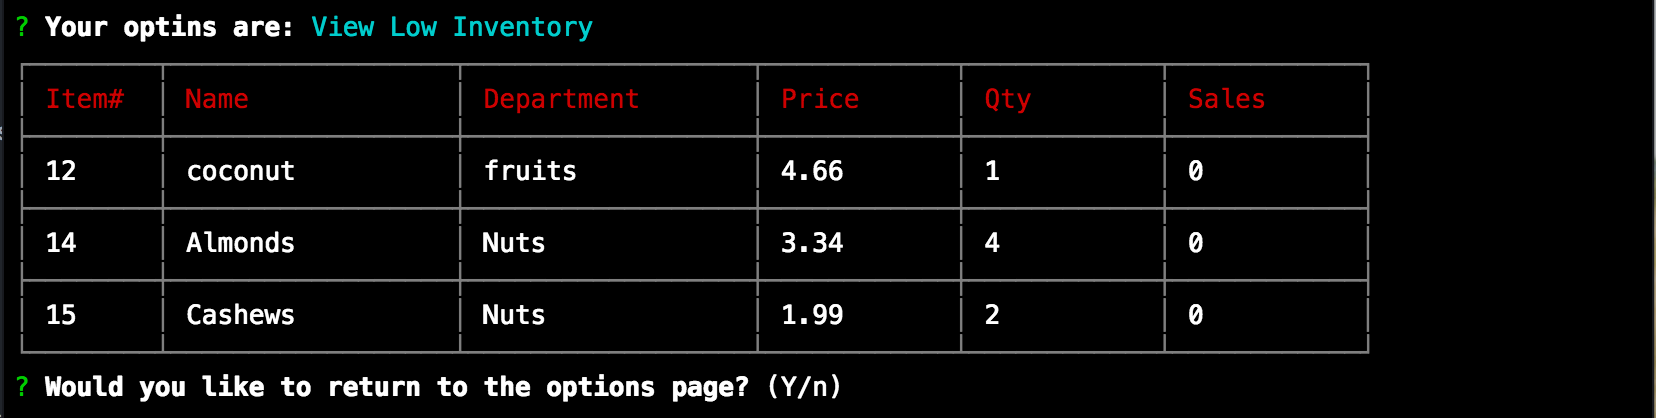 ? Your optins are: View Low Inventory
Item# Name Department Price Qty Sales
12 coconut fruits 4.66 1 0
14 Almonds Nuts 3.34 4 0
15 Cashews Nuts 1.99 2 0
? Would you like to return to the options page? (Y/n)